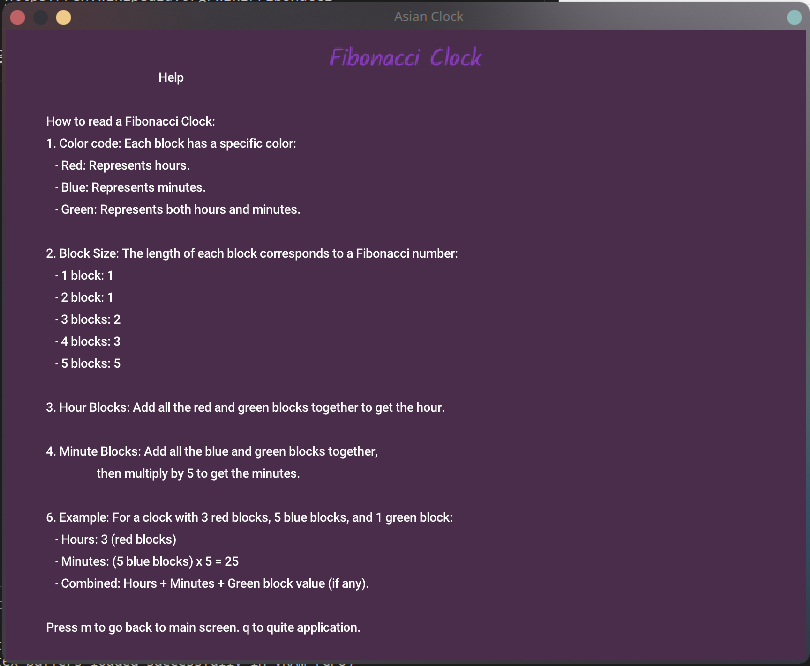 Asian Clock
Fibonacci Clock
Help
How to read a Fibonacci Clock:
1. Color code: Each block has a specific color:
- Red: Represents hours.
- Blue: Represents minutes.
- Green: Represents both hours and minutes.
2. Block Size: The length of each block corresponds to a Fibonacci number:
- 1 block: 1
- 2 block: 1
- 3 blocks: 2
- 4 blocks: 3
- 5 blocks: 5
3. Hour Blocks: Add all the red and green blocks together to get the hour.
4. Minute Blocks: Add all the blue and green blocks together,
then multiply by 5 to get the minutes.
6. Example: For a clock with 3 red blocks, 5 blue blocks, and 1 green block:
- Hours: 3 (red blocks)
- Minutes: (5 blue blocks) x 5 = 25
- Combined: Hours + Minutes + Green block value (if any).
Press m to go back to main screen. q to quite application.